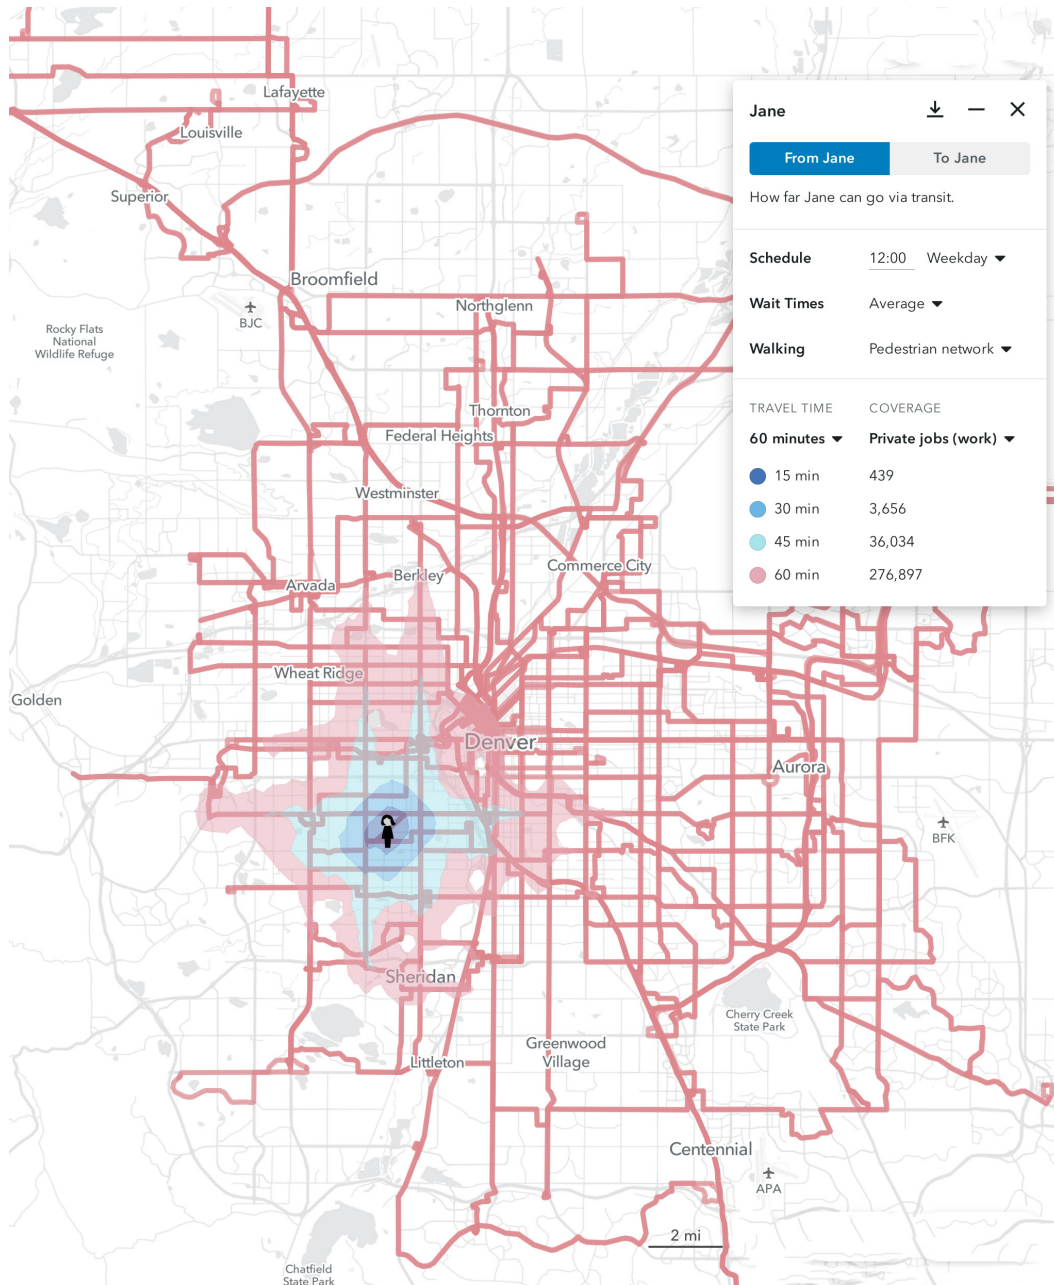 Lafayette
Louisville
Superior
Broomfield
BJC
Northglenn
Rocky Flats
National
Wildlife Refuge
Thornton
Federal Heights
Westminster
Commerce City
Berkley
Arvada
Wheat Ridge
Golden
Denver
Aurora
BFK
Sheridan
Cherry Creek
State Park
Greenwood
Village
Littleton
Centennial
APA
2 mi
Chatfield
State Park
Jane
From Jane
To Jane
How far Jane can go via transit.
Schedule 12:00 Weekday
Wait Times Average
Walking Pedestrian network
TRAVEL TIME COVERAGE
60 minutes Private jobs (work)
15 min 439
30 min 3,656
45 min 36,034
60 min 276,897